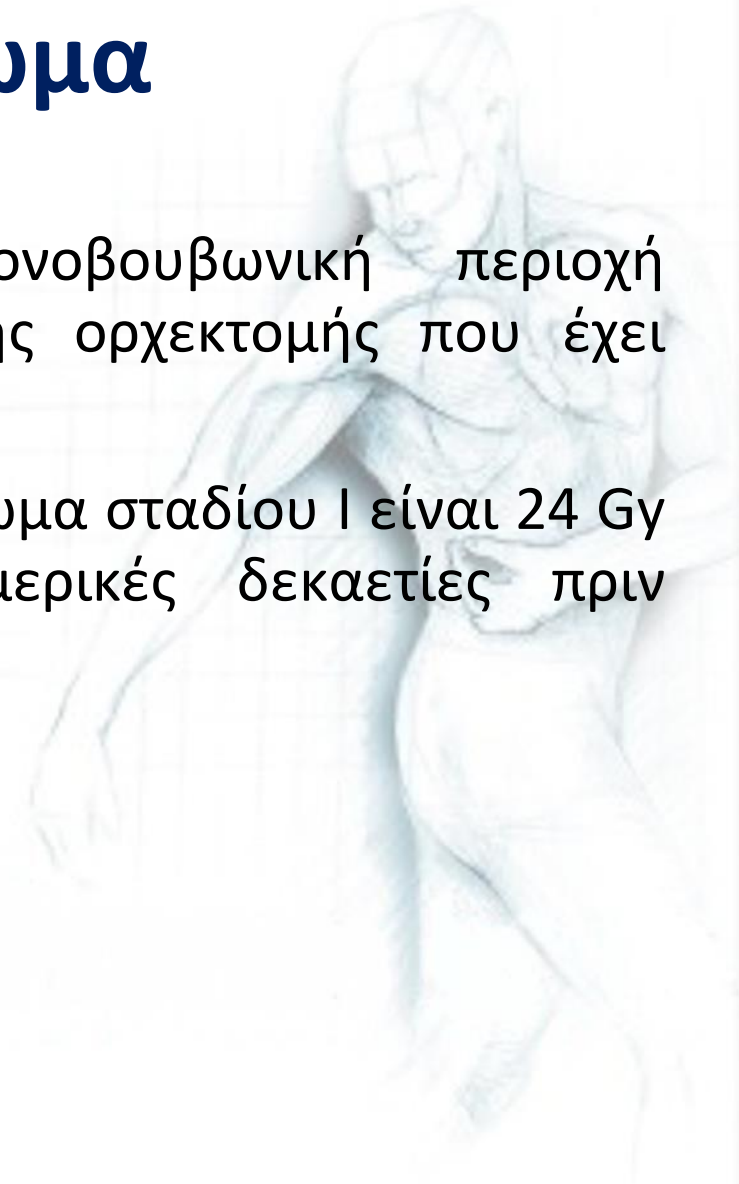 ωμα
ονοβουβωνική περιοχή
ης ορχεκτομής που έχει
ωμα σταδίου Ι είναι 24 Gy
μερικές δεκαετίες πριν